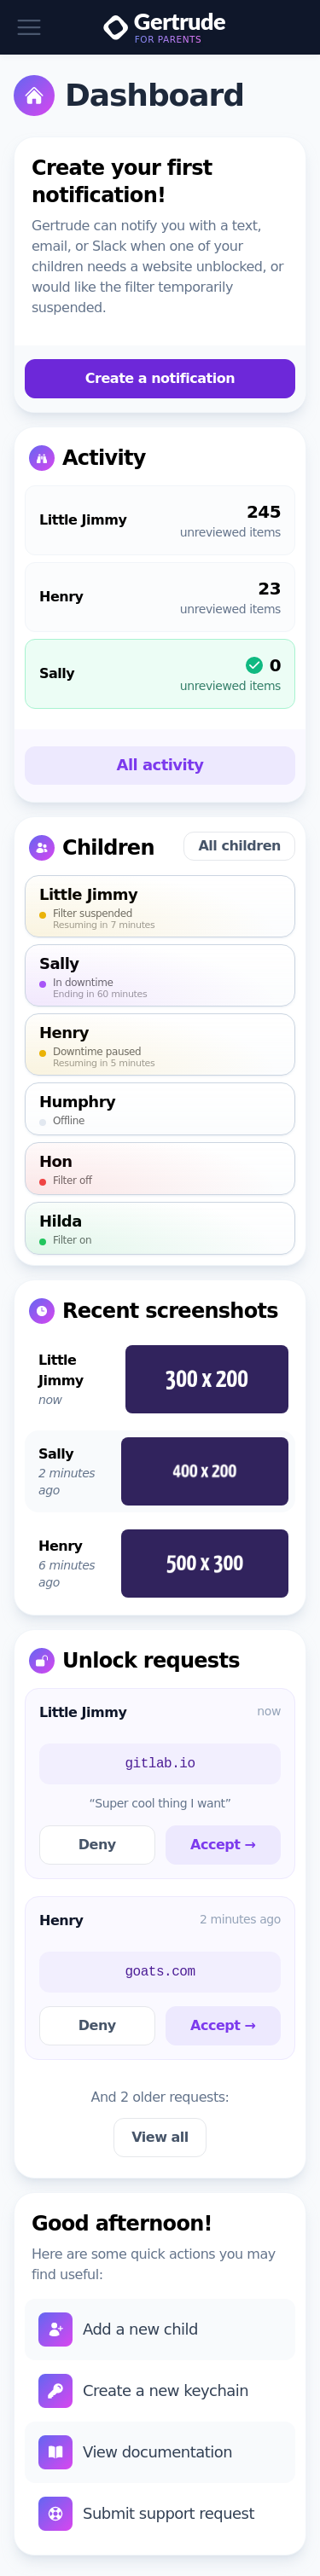 Gertrude
FOR PARENTS
Dashboard
Create your first
notification!
Gertrude can notify you with a text,
email, or Slack when one of your
children needs a website unblocked, or
would like the filter temporarily
suspended.
Create a notification
Activity
Little Jimmy
245
unreviewed items
Henry
23
unreviewed items
Sally
0
unreviewed items
All activity
Children
All children
Little Jimmy
Filter suspended
Resuming in 7 minutes
Sally
In downtime
Ending in 60 minutes
Henry
Downtime paused
Resuming in 5 minutes
Humphry
Offline
Hon
Filter off
Hilda
Filter on
Recent screenshots
Little
Jimmy
now
300 x 200
Sally
2 minutes
ago
400 x 200
Henry
6 minutes
ago
500 x 300
Unlock requests
Little Jimmy
now
gitlab.io
“Super cool thing I want”
Deny
Accept →
Henry
2 minutes ago
goats.com
Deny
Accept →
And 2 older requests:
View all
Good afternoon!
Here are some quick actions you may
find useful:
Add a new child
Create a new keychain
View documentation
Submit support request